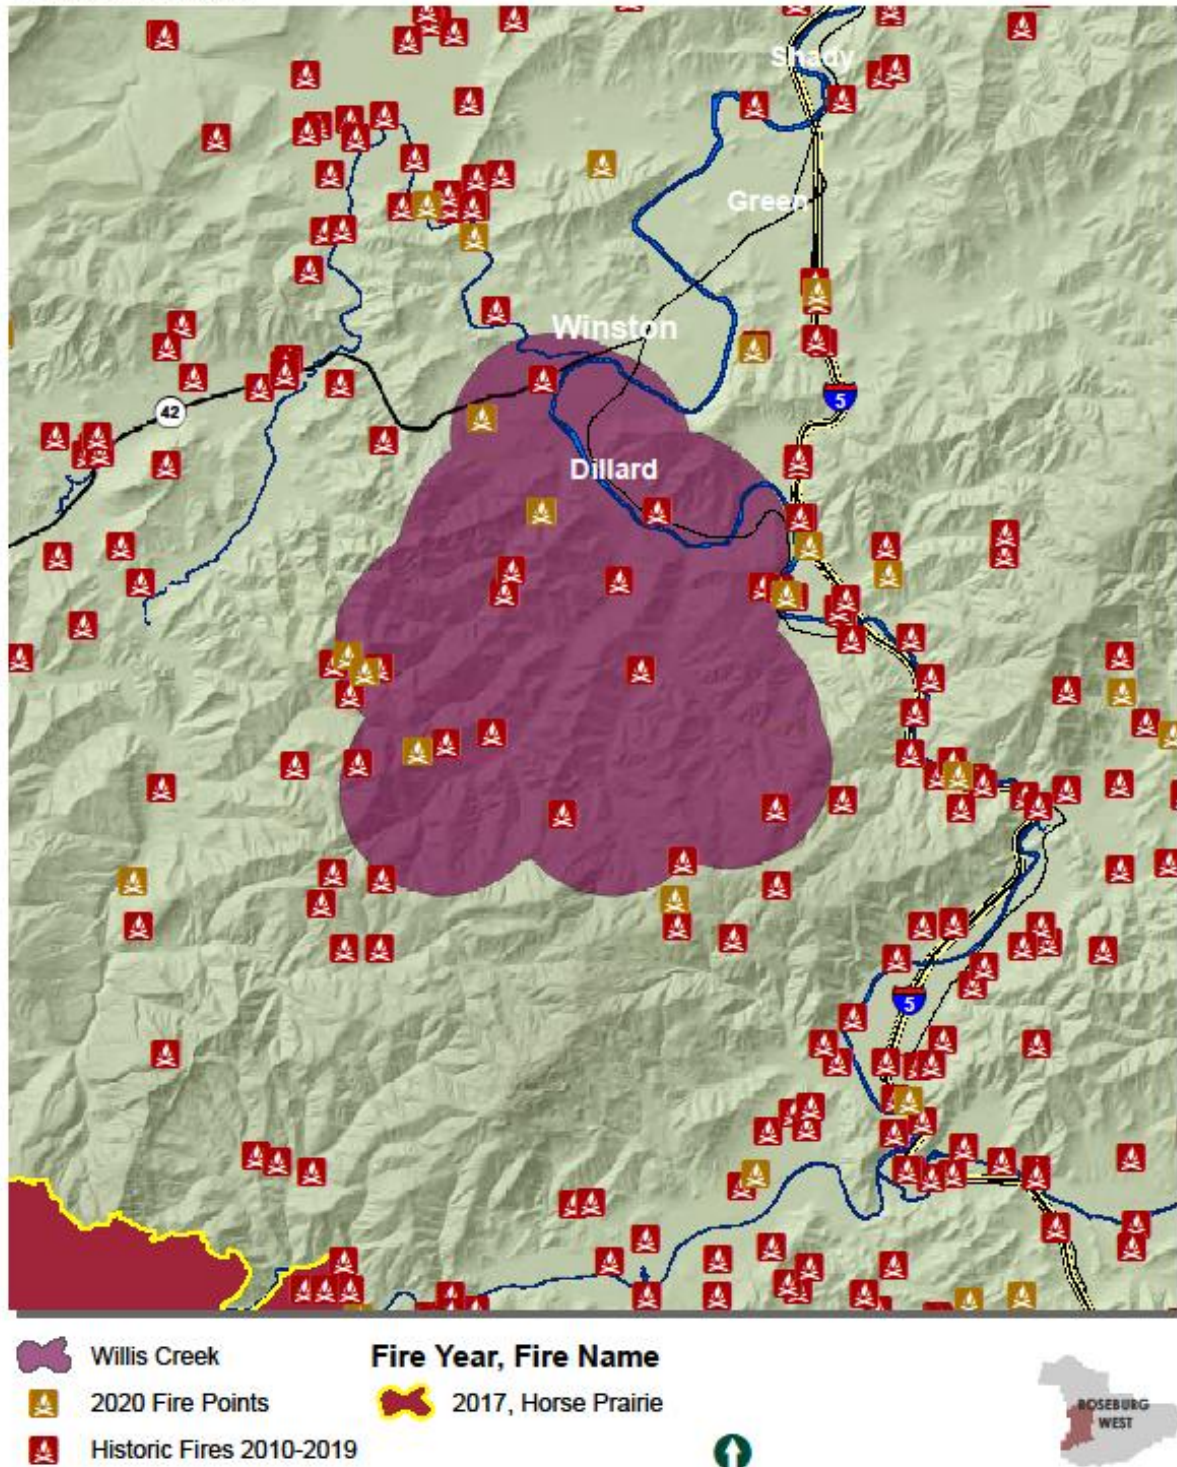 Shady
Green
Winston
5
42
Dillard
5
Willis Creek
Fire Year, Fire Name
2020 Fire Points
2017, Horse Prairie
Historic Fires 2010-2019
ROSEBURG
WEST